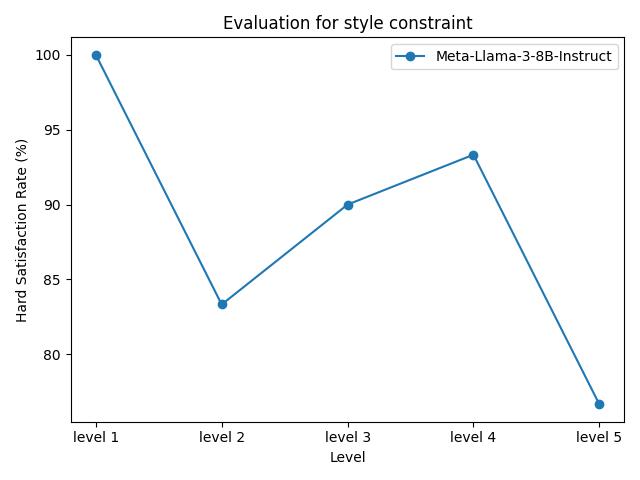 Evaluation for style constraint
Meta-Llama-3-8B-Instruct
Hard Satisfaction Rate (%)
100
95
90
85
80
level 1 level 2 level 3 level 4 level 5
Level